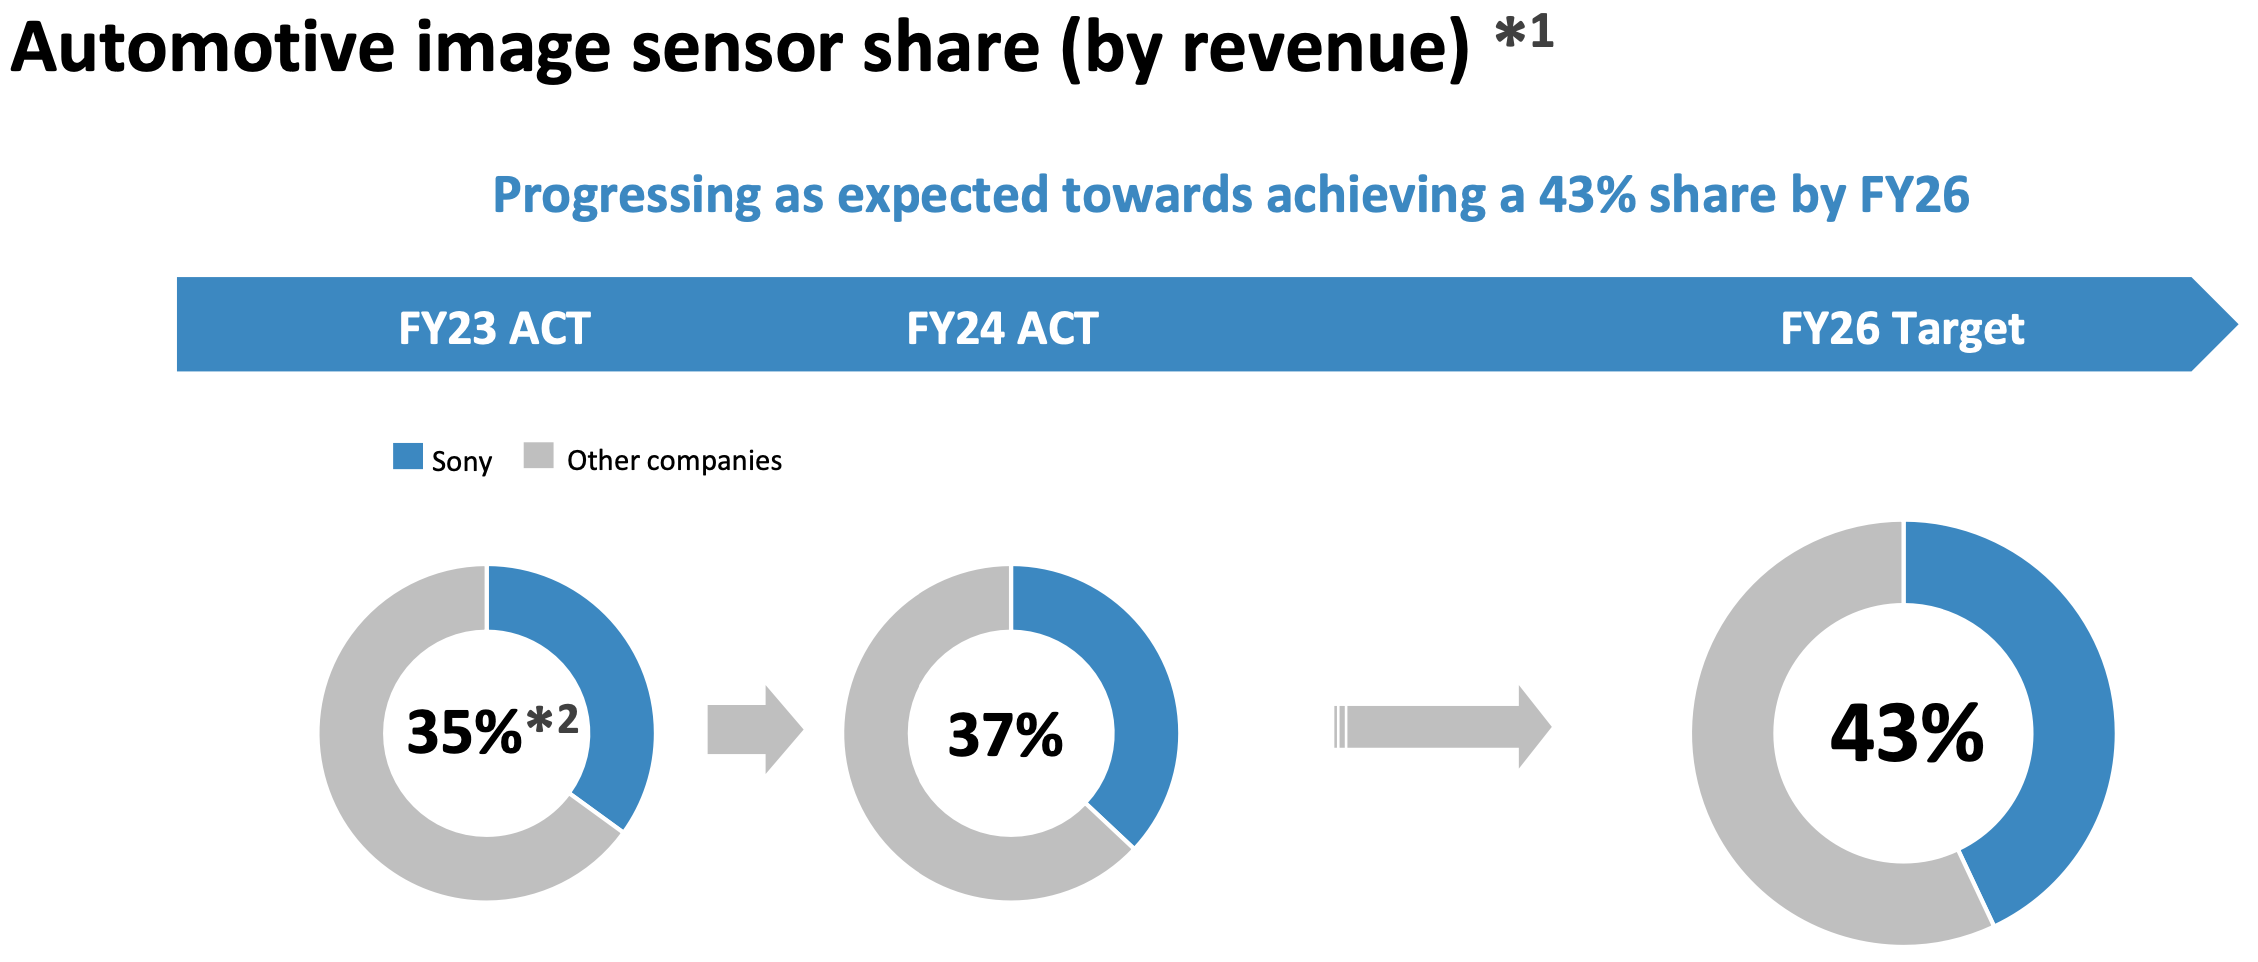 Automotive image sensor share (by revenue) *1
Progressing as expected towards achieving a 43% share by FY26
FY23 ACT FY24 ACT FY26 Target
Sony Other companies
35%*2 37% 43%